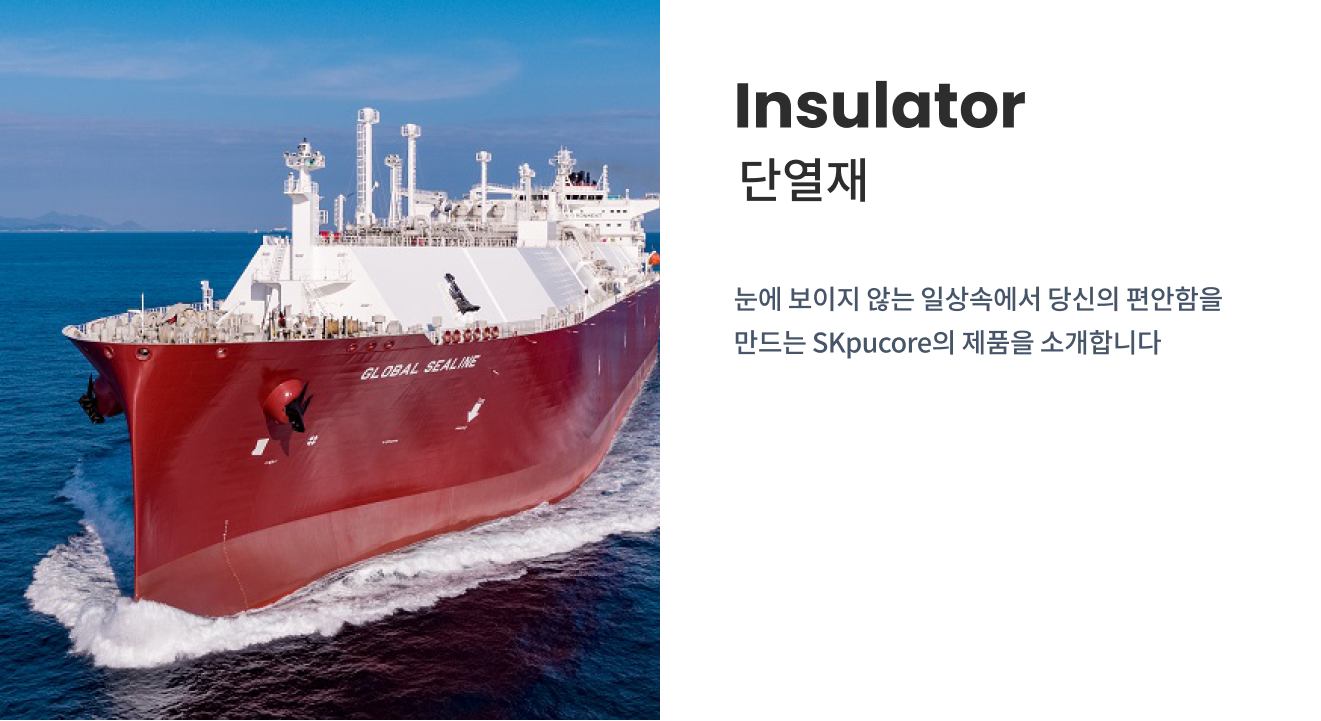 Insulator
단열재
눈에 보이지 않는 일상속에서 당신의 편안함을
만드는 SKpucore의 제품을 소개합니다
GLOBAL SEALINE